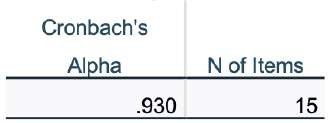 Cronbach's
Alpha N of Items
.930 15